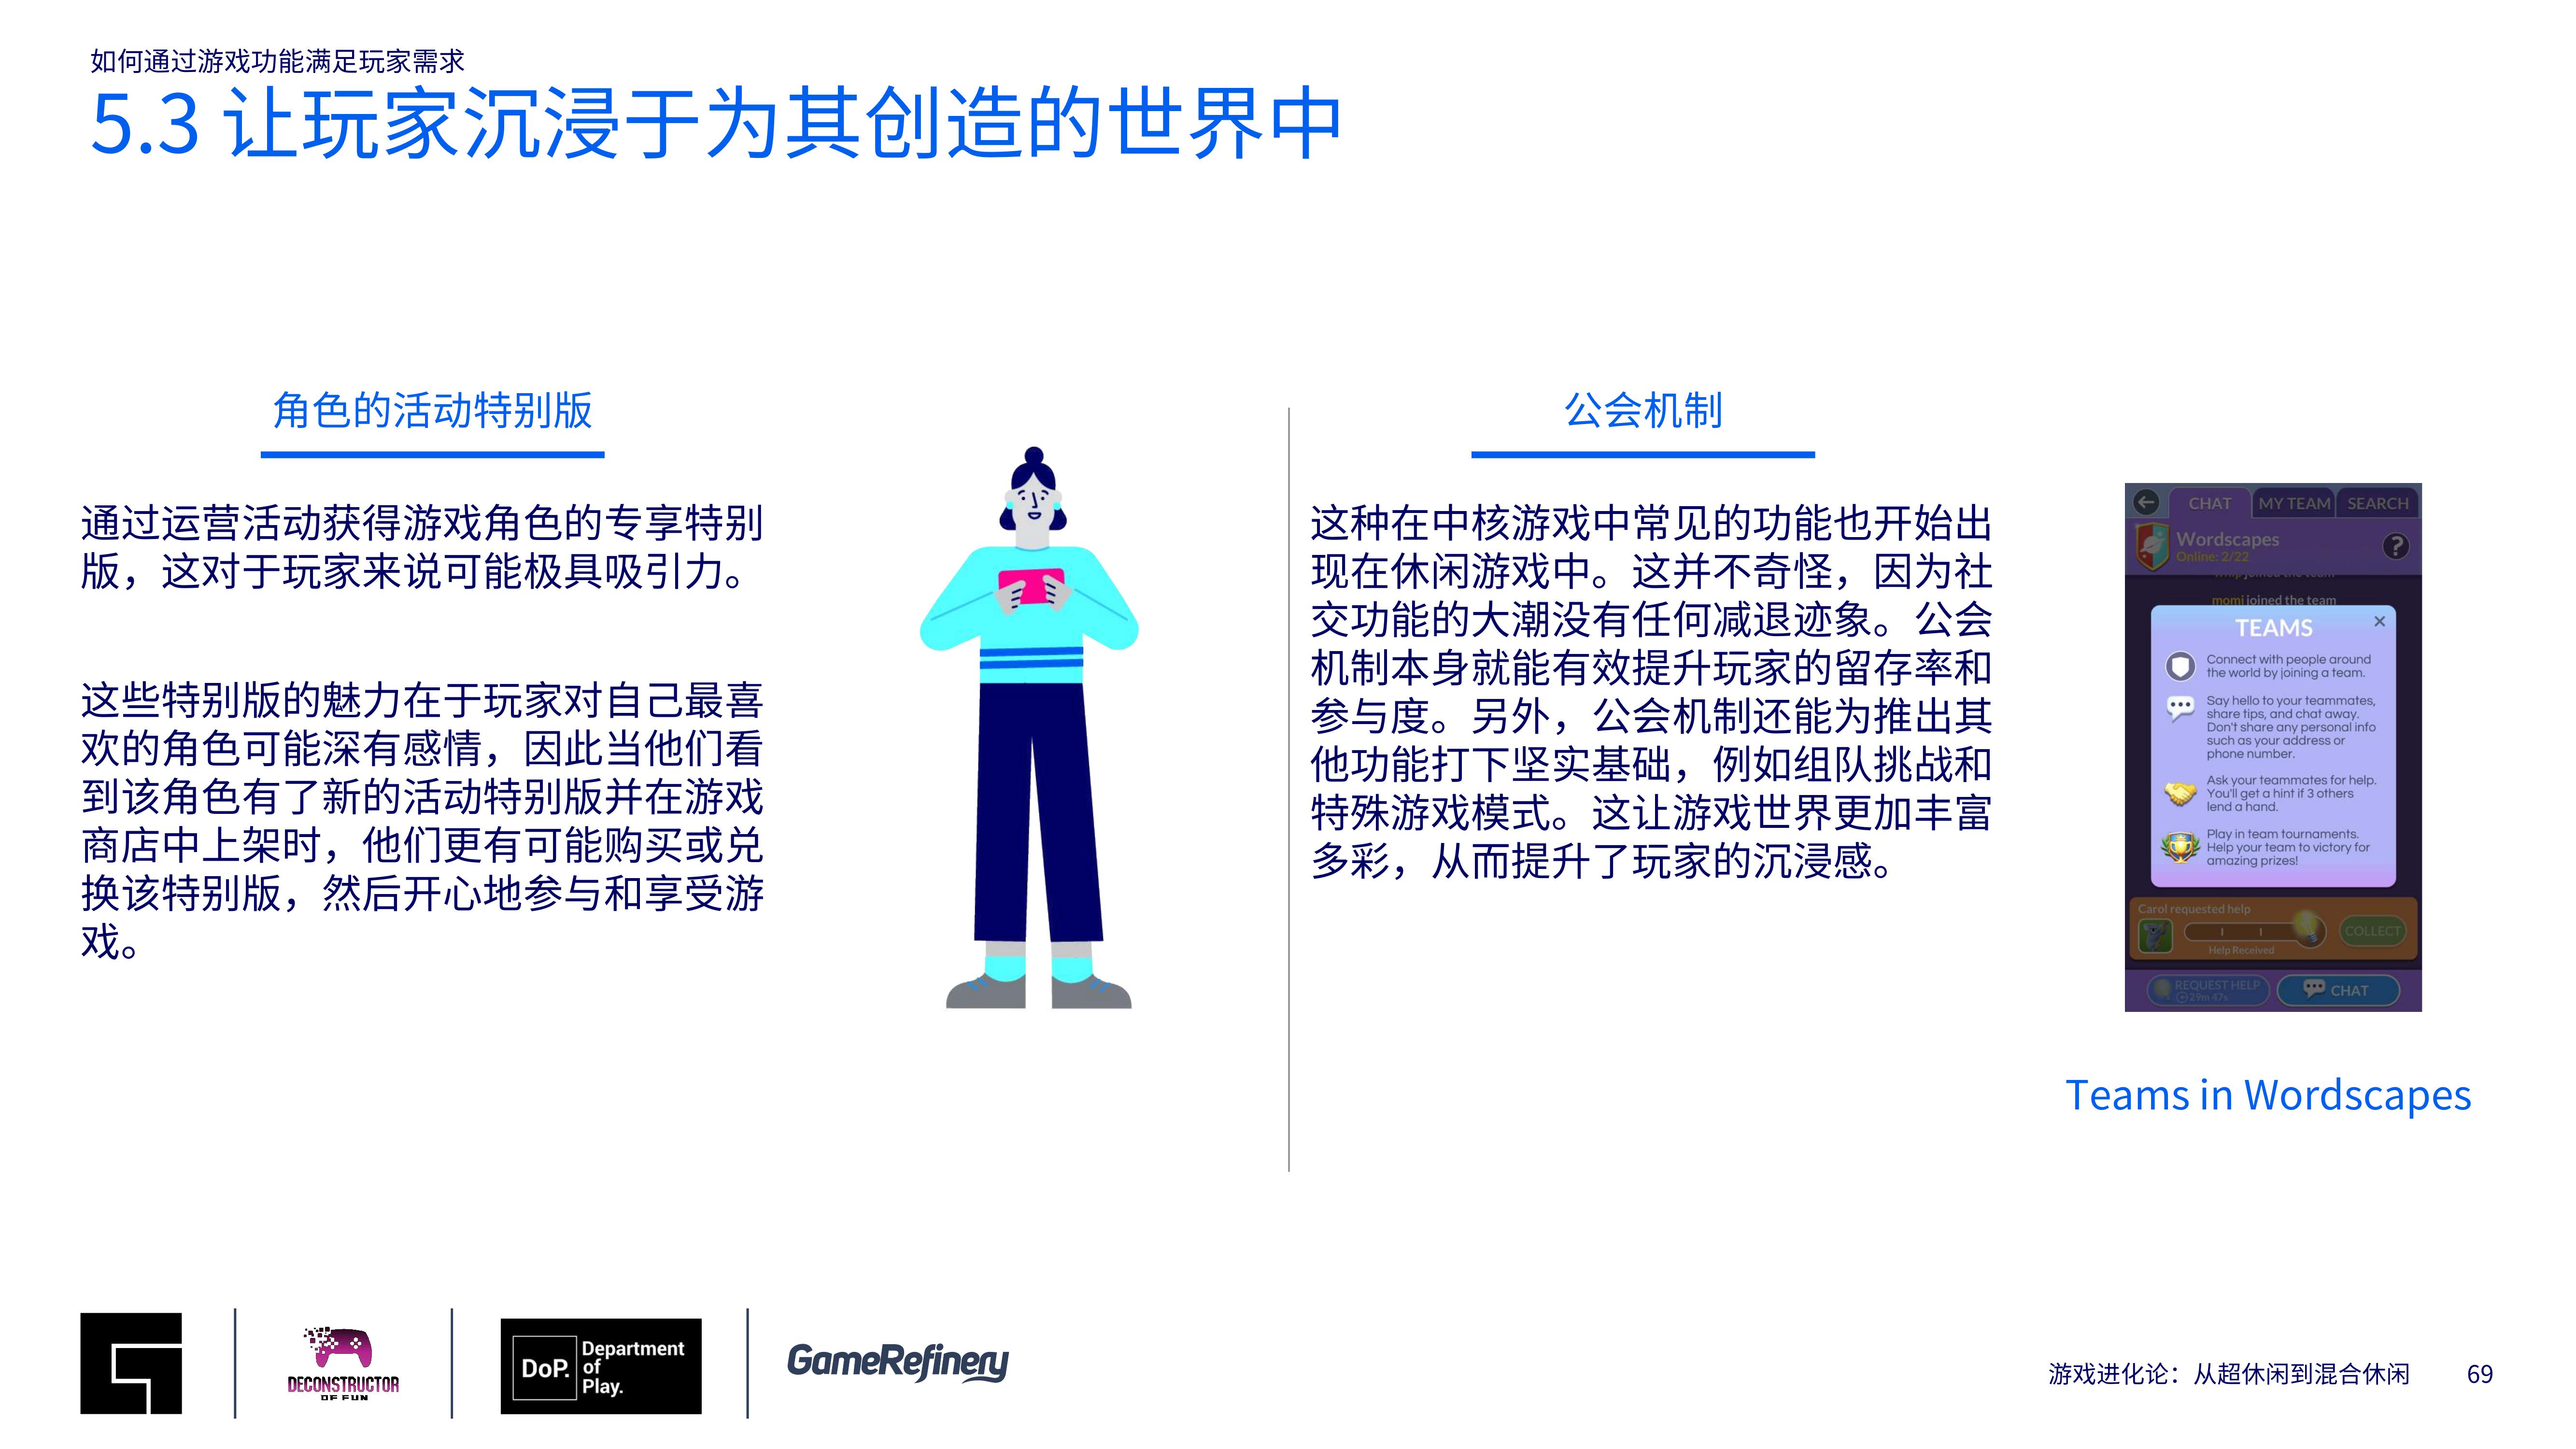 如何通过游戏功能满足玩家需求
5.3 让玩家沉浸于为其创造的世界中
角色的活动特别版
通过运营活动获得游戏角色的专享特别
版，这对于玩家来说可能极具吸引力。
这些特别版的魅力在于玩家对自己最喜
欢的角色可能深有感情，因此当他们看
到该角色有了新的活动特别版并在游戏
商店中上架时，他们更有可能购买或兑
换该特别版，然后开心地参与和享受游
戏。
公会机制
这种在中核游戏中常见的功能也开始出
现在休闲游戏中。这并不奇怪，因为社
交功能的大潮没有任何减退迹象。公会
机制本身就能有效提升玩家的留存率和
参与度。另外，公会机制还能为推出其
他功能打下坚实基础，例如组队挑战和
特殊游戏模式。这让游戏世界更加丰富
多彩，从而提升了玩家的沉浸感。
CHAT MY TEAM SEARCH
Wordscapes
Online: 2/22
?
joined the team
momi joined the team
TEAMS
Connect with people around
the world by joining a team.
Say hello to your teammates,
share tips, and chat away.
Don't share any personal info
such as your address or
phone number.
Ask your teammates for help.
You'll get a hint if 3 others
lend a hand.
Play in team tournaments.
Help your team to victory for
amazing prizes!
Carol requested help
COLLECT
Help Received
REQUEST HELP
29m 47s
CHAT
Teams in Wordscapes
DECONSTRUCTOR
OF FUN
DoP.
Department
of
Play.
GameRefinery
游戏进化论：从超休闲到混合休闲 69